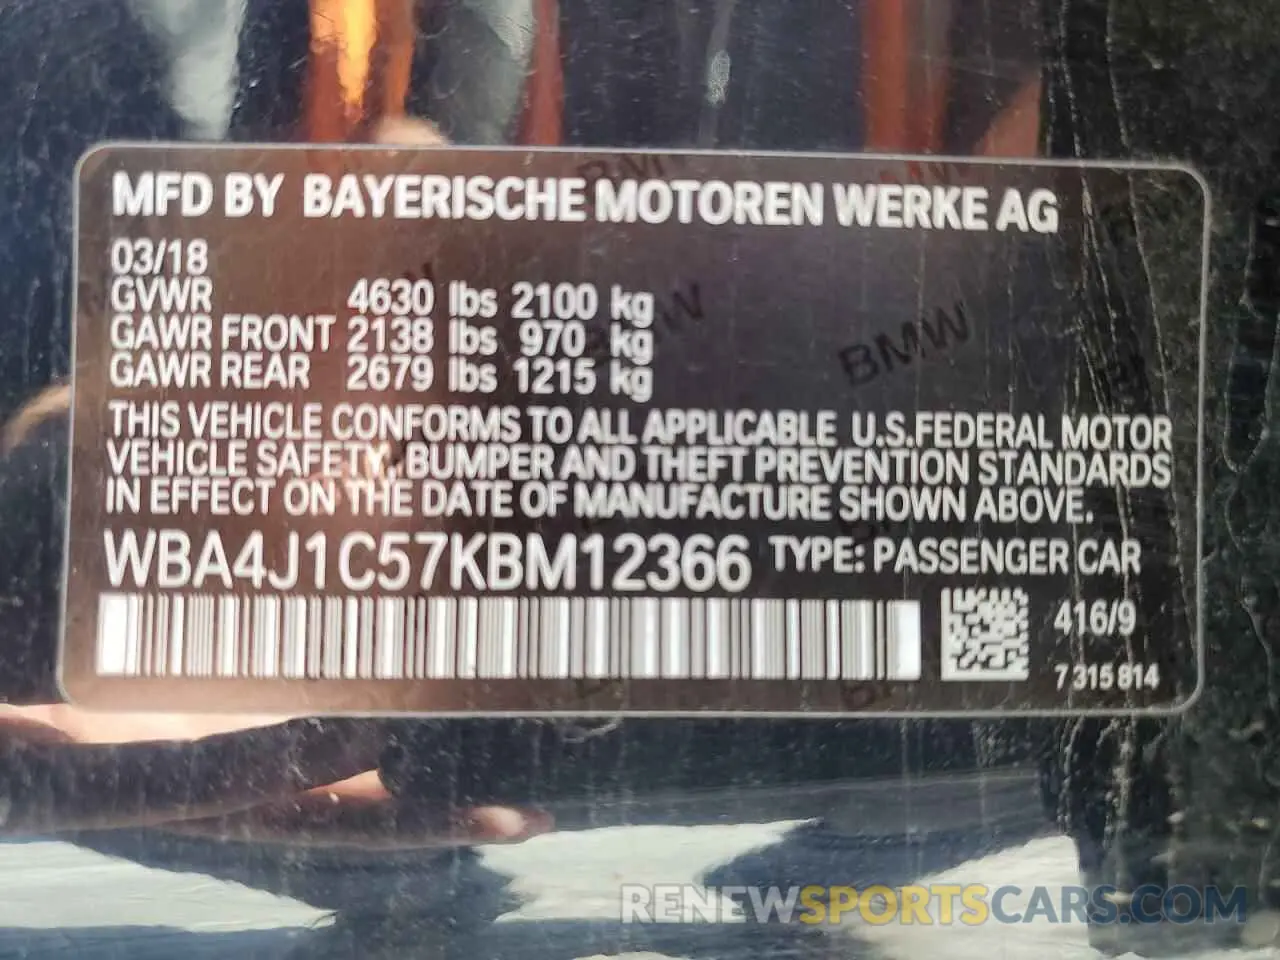 MFD BY BAYERISCHE MOTOREN WERKE AG
03/18
GVWR 4630 lbs 2100 kg
GAWR FRONT 2138 lbs 970 kg
GAWR REAR 2679 lbs 1215 kg
THIS VEHICLE CONFORMS TO ALL APPLICABLE U.S.FEDERAL MOTOR
VEHICLE SAFETY, BUMPER AND THEFT PREVENTION STANDARDS
IN EFFECT ON THE DATE OF MANUFACTURE SHOWN ABOVE.
WBA4J1C57KBM12366 TYPE: PASSENGER CAR
416/9
7 315 814
BMW
BMW
RENEWSPORTSCARS.COM